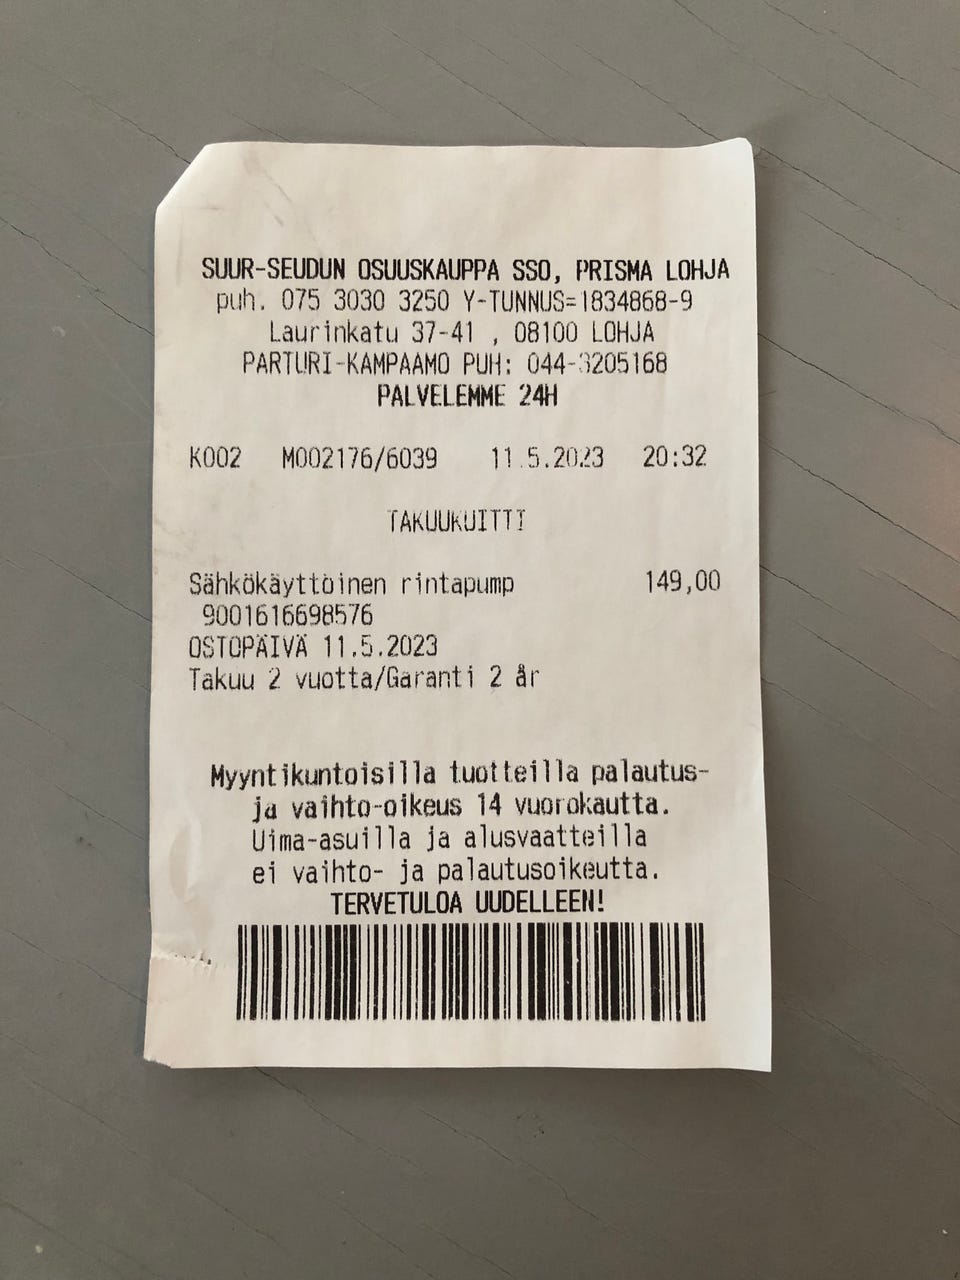 SUUR-SEUDUN OSUUSKAUPPA SSO, PRISMA LOHJA
puh. 075 3030 3250 Y-TUNNUS=1834868-9
Laurinkatu 37-41 , 08100 LOHJA
PARTURI-KAMPAAMO PUH: 044-3205168
PALVELEMME 24H
K002 M002176/6039 11.5.2023 20:32
TAKUUKUITTI
Sähkökäyttöinen rintapump 149,00
9001616698576
OSTOPÄIVÄ 11.5.2023
Takuu 2 vuotta/Garanti 2 år
Myyntikuntoisilla tuotteilla palautus-
ja vaihto-oikeus 14 vuorokautta.
Uima-asuilla ja alusvaatteilla
ei vaihto- ja palautusoikeutta.
TERVETULOA UUDELLEEN!